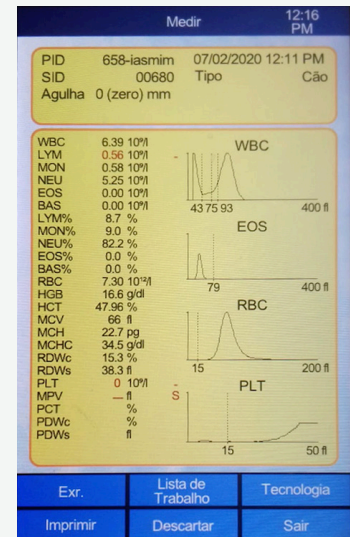 Medir
12:16 PM
PID 658-iasmim 07/02/2020 12:11 PM
SID 00680 Tipo Cão
Agulha 0 (zero) mm
WBC 6.39 10⁹/l
LYM 0.56 10⁹/l -
MON 0.58 10⁹/l
NEU 5.25 10⁹/l
EOS 0.00 10⁹/l
BAS 0.00 10⁹/l
LYM% 8.7 %
MON% 9.0 %
NEU% 82.2 %
EOS% 0.0 %
BAS% 0.0 %
RBC 7.30 10¹²/l
HGB 16.6 g/dl
HCT 47.96 %
MCV 66 fl
MCH 22.7 pg
MCHC 34.5 g/dl
RDWc 15.3 %
RDWs 38.3 fl
PLT 0 10⁹/l -
MPV --- fl S
PCT %
PDWc %
PDWs fl
WBC
43 75 93 400 fl
EOS
79 400 fl
RBC
15 200 fl
PLT
15 50 fl
Exr.
Lista de Trabalho
Tecnologia
Imprimir
Descartar
Sair